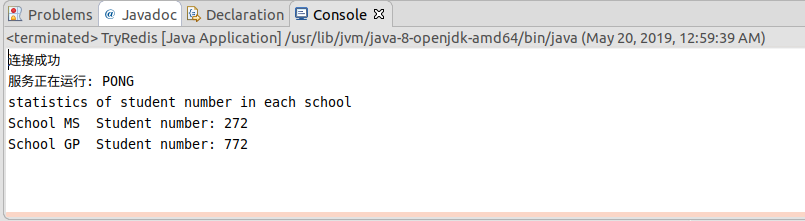 Problems @ Javadoc Declaration Console
<terminated> TryRedis [Java Application] /usr/lib/jvm/java-8-openjdk-amd64/bin/java (May 20, 2019, 12:59:39 AM)
连接成功
服务正在运行: PONG
statistics of student number in each school
School MS  Student number: 272
School GP  Student number: 772